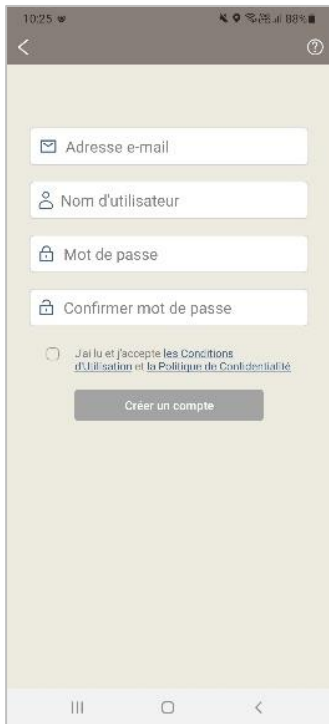 10:25
88%
Adresse e-mail
Nom d'utilisateur
Mot de passe
Confirmer mot de passe
J'ai lu et j'accepte les Conditions
d'Utilisation et la Politique de Confidentialité
Créer un compte